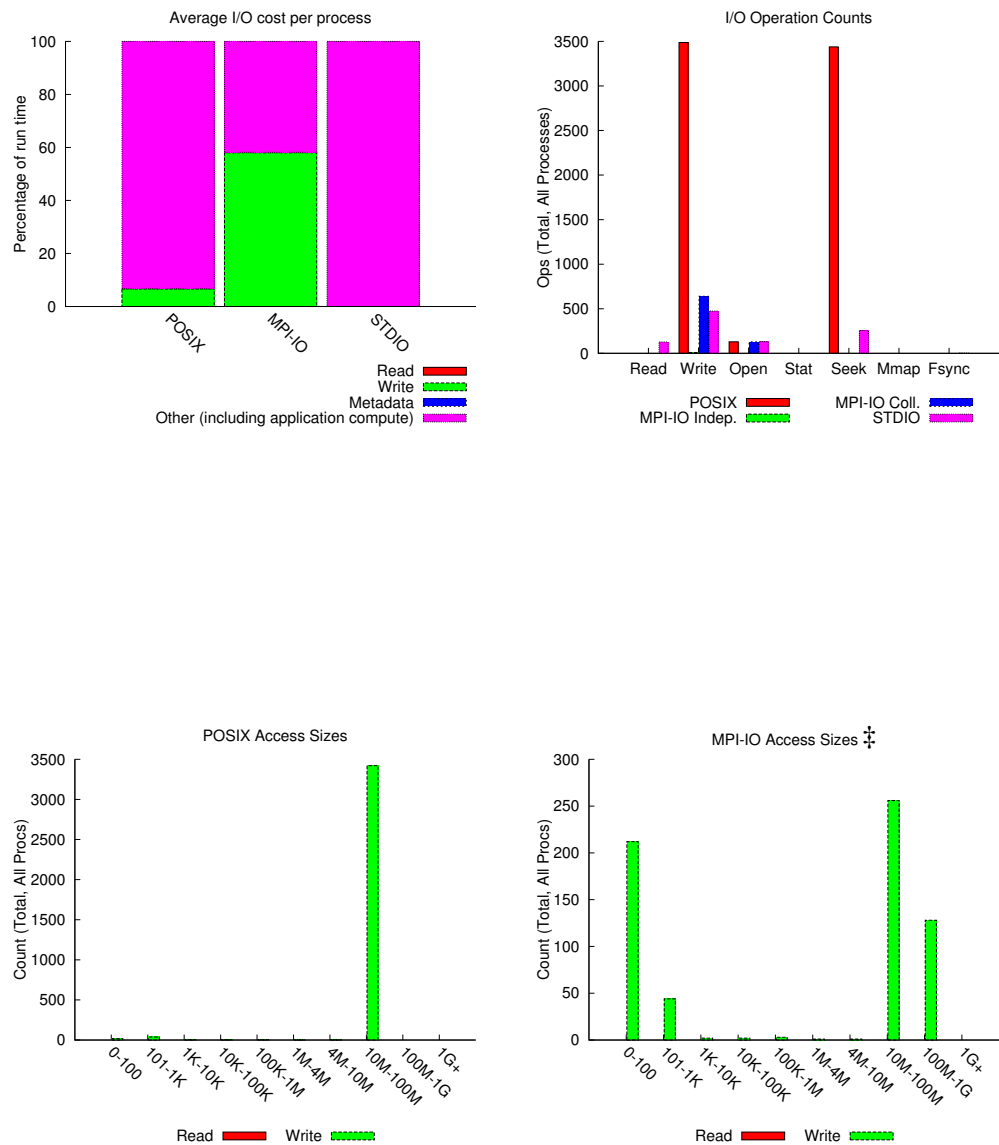 Average I/O cost per process
Percentage of run time
100
80
60
40
20
0
POSIX
MPI-IO
STDIO
Read
Write
Metadata
Other (including application compute)
I/O Operation Counts
Ops (Total, All Processes)
3500
3000
2500
2000
1500
1000
500
0
Read Write Open Stat Seek Mmap Fsync
POSIX MPI-IO Coll.
MPI-IO Indep. STDIO
POSIX Access Sizes
Count (Total, All Procs)
3500
3000
2500
2000
1500
1000
500
0
0-100
101-1K
1K-10K
10K-100K
100K-1M
1M-4M
4M-10M
10M-100M
100M-1G
1G+
Read Write
MPI-IO Access Sizes ‡
Count (Total, All Procs)
300
250
200
150
100
50
0
0-100
101-1K
1K-10K
10K-100K
100K-1M
1M-4M
4M-10M
10M-100M
100M-1G
1G+
Read Write